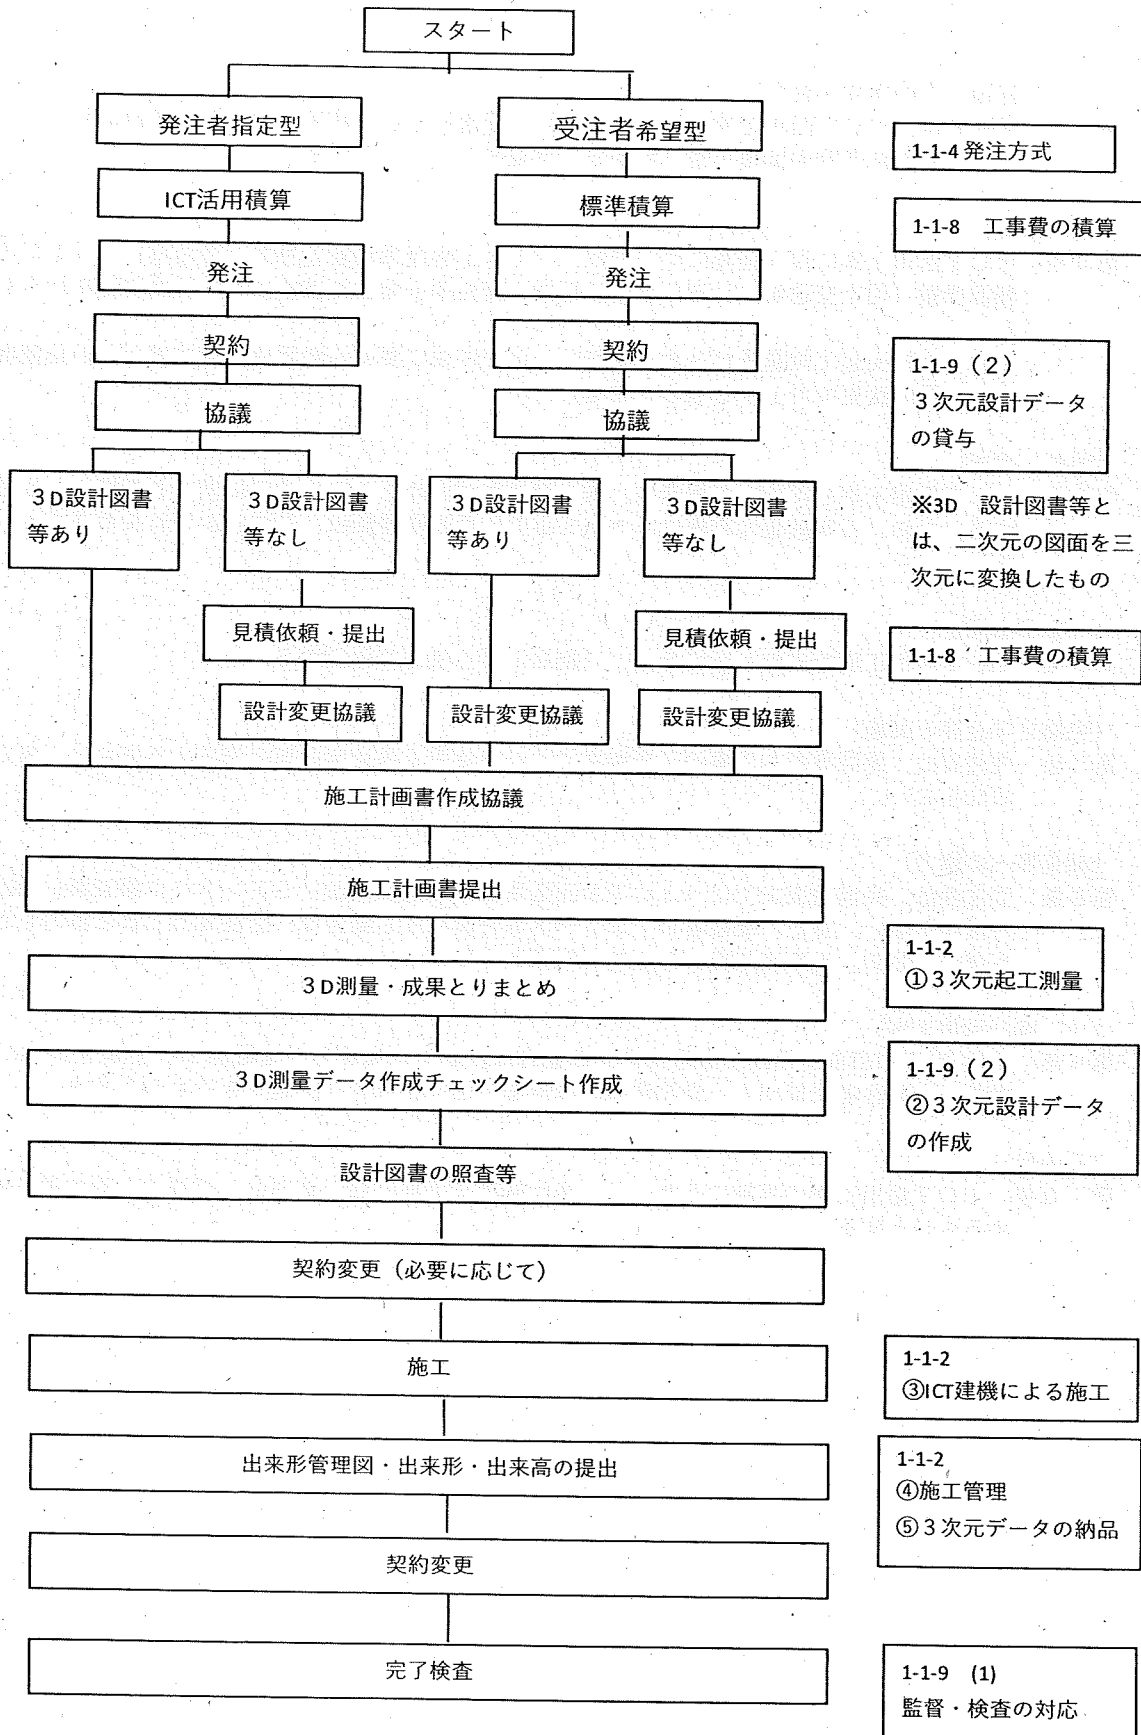 スタート
発注者指定型
受注者希望型
1-1-4 発注方式
ICT活用積算
標準積算
1-1-8　工事費の積算
発注
発注
契約
契約
1-1-9（2）
３次元設計データ
の貸与
協議
協議
３D設計図書
等あり
３D設計図書
等なし
３D設計図書
等あり
３D設計図書
等なし
※3D　設計図書等と
は、二次元の図面を三
次元に変換したもの
見積依頼・提出
見積依頼・提出
1-1-8　工事費の積算
設計変更協議
設計変更協議
設計変更協議
施工計画書作成協議
施工計画書提出
1-1-2
①３次元起工測量
３D測量・成果とりまとめ
３D測量データ作成チェックシート作成
1-1-9（2）
②３次元設計データ
の作成
設計図書の照査等
契約変更（必要に応じて）
施工
1-1-2
③ICT建機による施工
出来形管理図・出来形・出来高の提出
1-1-2
④施工管理
⑤３次元データの納品
契約変更
完了検査
1-1-9　(1)
監督・検査の対応